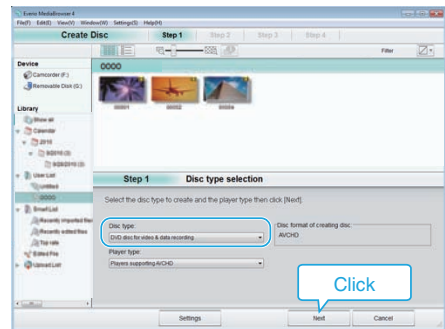 Everio MediaBrowser 4
File(F) Edit(E) View(V) Window(W) Settings(S) Help(H)
Create Disc
Step 1
Step 2
Step 3
Step 4
Filter
Device
Camcorder (F:)
Removable Disk (G:)
Library
Show all
Calendar
2010
User List
Untitled
0000
Email List
Recently imported files
Recently edited files
Top rate
Edited File
Upload List
0000
00001
00002
Step 1 Disc type selection
Select the disc type to create and the player type then click [Next].
Disc type:
DVD disc for video & data recording
Disc format of creating disc:
AVCHD
Player type:
Players supporting AVCHD
Click
Settings
Next
Cancel